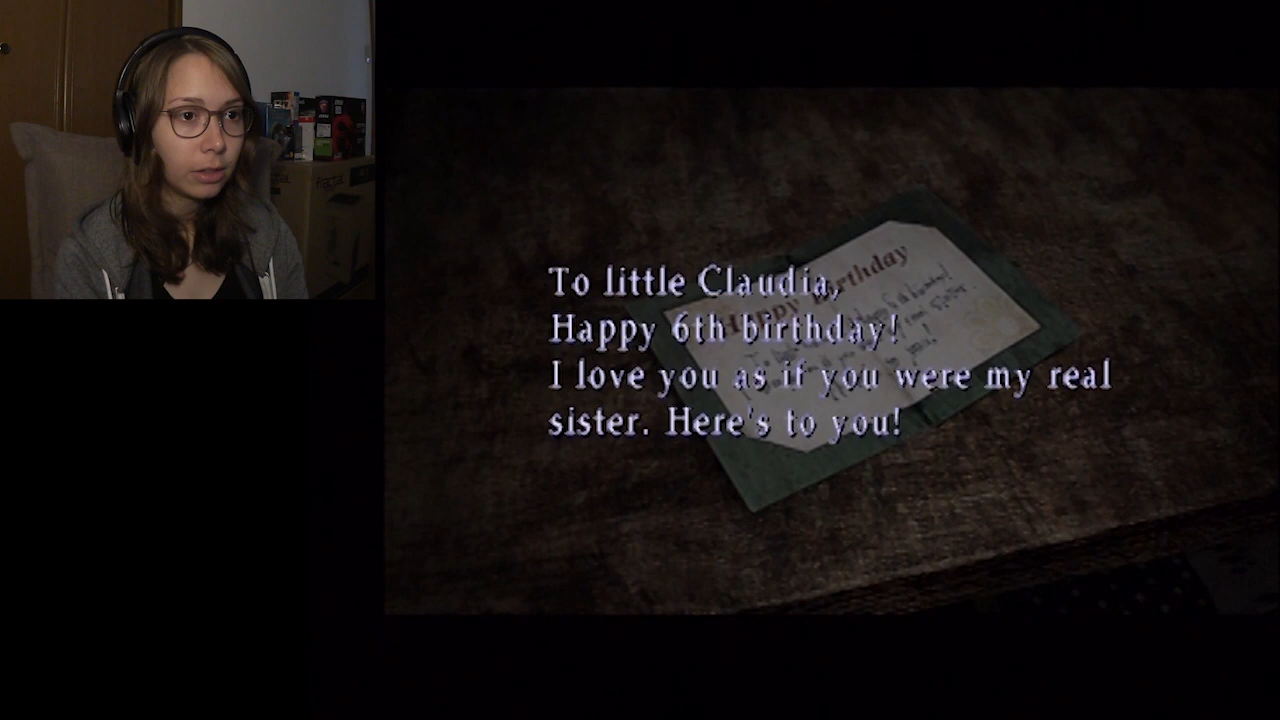 To little Claudia,
Happy 6th birthday!
I love you as if you were my real
sister. Here's to you!
Happy Birthday